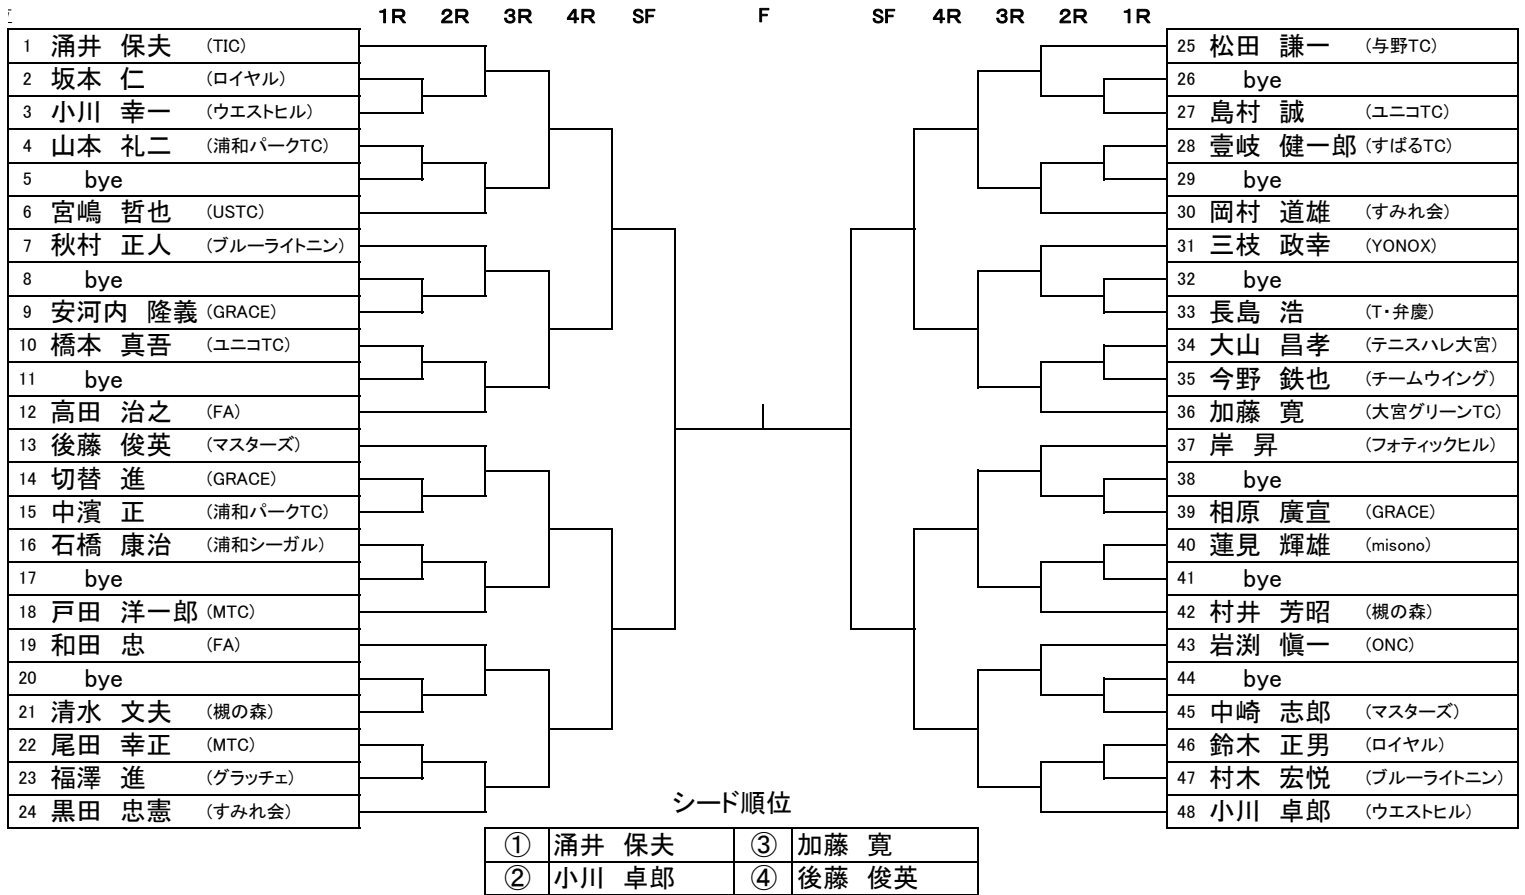 1R 2R 3R 4R SF F SF 4R 3R 2R 1R
1 涌井 保夫 (TIC)
2 坂本 仁 (ロイヤル)
3 小川 幸一 (ウエストヒル)
4 山本 礼二 (浦和パークTC)
5 bye
6 宮嶋 哲也 (USTC)
7 秋村 正人 (ブルーライトニン)
8 bye
9 安河内 隆義 (GRACE)
10 橋本 真吾 (ユニコTC)
11 bye
12 高田 治之 (FA)
13 後藤 俊英 (マスターズ)
14 切替 進 (GRACE)
15 中濱 正 (浦和パークTC)
16 石橋 康治 (浦和シーガル)
17 bye
18 戸田 洋一郎 (MTC)
19 和田 忠 (FA)
20 bye
21 清水 文夫 (槻の森)
22 尾田 幸正 (MTC)
23 福澤 進 (グラッチェ)
24 黒田 忠憲 (すみれ会)
25 松田 謙一 (与野TC)
26 bye
27 島村 誠 (ユニコTC)
28 壹岐 健一郎 (すばるTC)
29 bye
30 岡村 道雄 (すみれ会)
31 三枝 政幸 (YONOX)
32 bye
33 長島 浩 (T・弁慶)
34 大山 昌孝 (テニスハレ大宮)
35 今野 鉄也 (チームウイング)
36 加藤 寛 (大宮グリーンTC)
37 岸 昇 (フォティックヒル)
38 bye
39 相原 廣宣 (GRACE)
40 蓮見 輝雄 (misono)
41 bye
42 村井 芳昭 (槻の森)
43 岩渕 愼一 (ONC)
44 bye
45 中崎 志郎 (マスターズ)
46 鈴木 正男 (ロイヤル)
47 村木 宏悦 (ブルーライトニン)
48 小川 卓郎 (ウエストヒル)
シード順位
① 涌井 保夫 ③ 加藤 寛
② 小川 卓郎 ④ 後藤 俊英